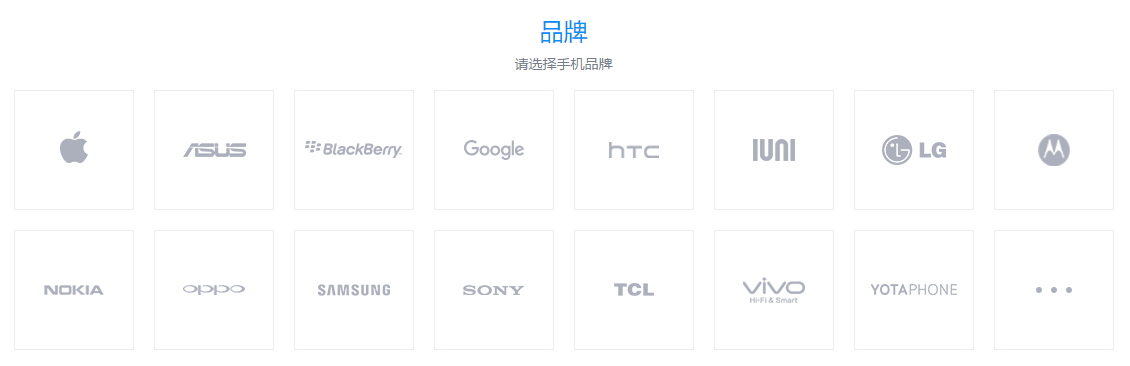 品牌
请选择手机品牌
ASUS
BlackBerry
Google
hTC
IUNI
LG
NOKIA
oppo
SAMSUNG
SONY
TCL
vivo
Hi-Fi & Smart
YOTAPHONE